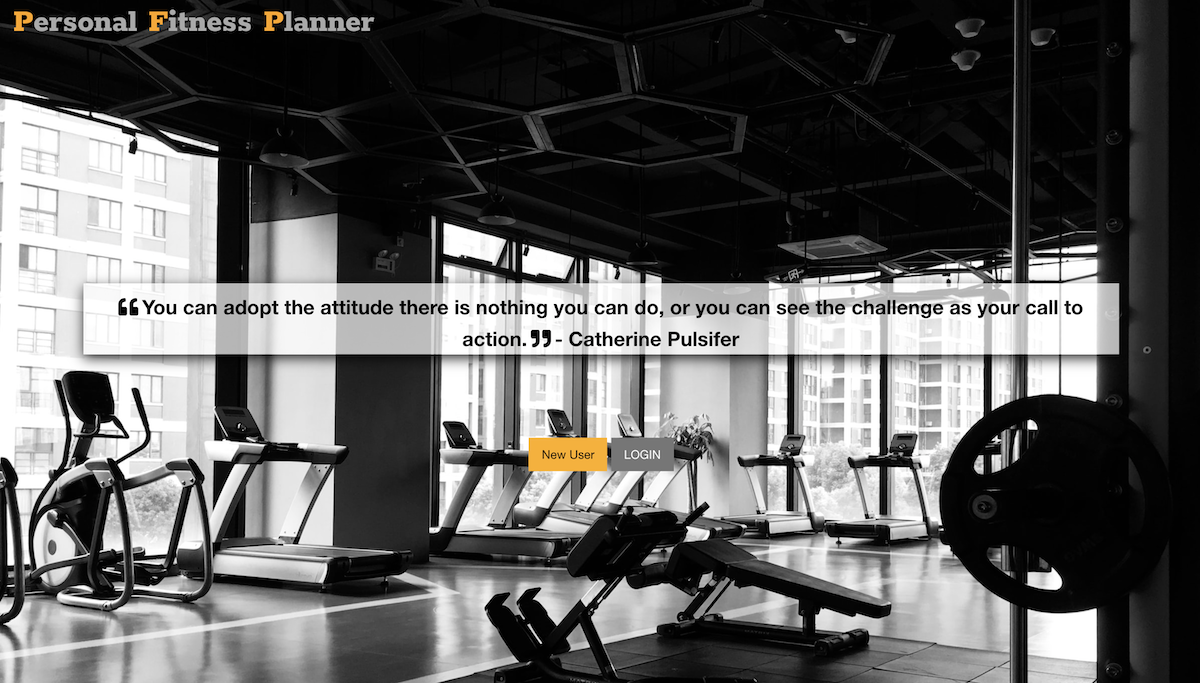 Personal Fitness Planner
❝You can adopt the attitude there is nothing you can do, or you can see the challenge as your call to
action.❞- Catherine Pulsifer
New User
LOGIN